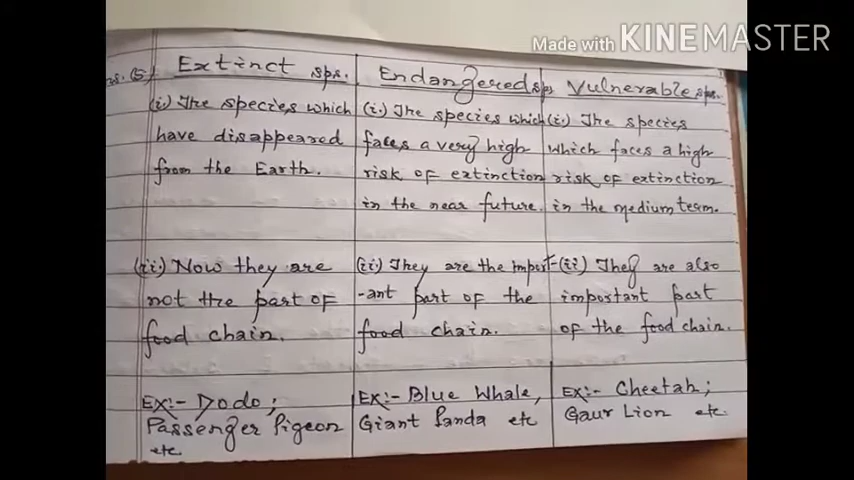 Made with KINEMASTER
Ans.(5)
Extinct sps.
(i) The species which
have disappeared
from the Earth.
(ii) Now they are
not the part of
food chain.
Ex:- Dodo;
Passenger Pigeon
etc
Endangered sps
(i.) The species which
faces a very high
risk of extinction
in the near future.
(ii) They are the import-
-ant part of the
food chain.
Ex:- Blue Whale,
Giant Panda etc
Vulnerable sps.
(i.) The species
which faces a high
risk of extinction
in the medium team.
(ii) They are also
important part
of the food chain.
Ex:- Cheetah;
Gaur Lion etc.